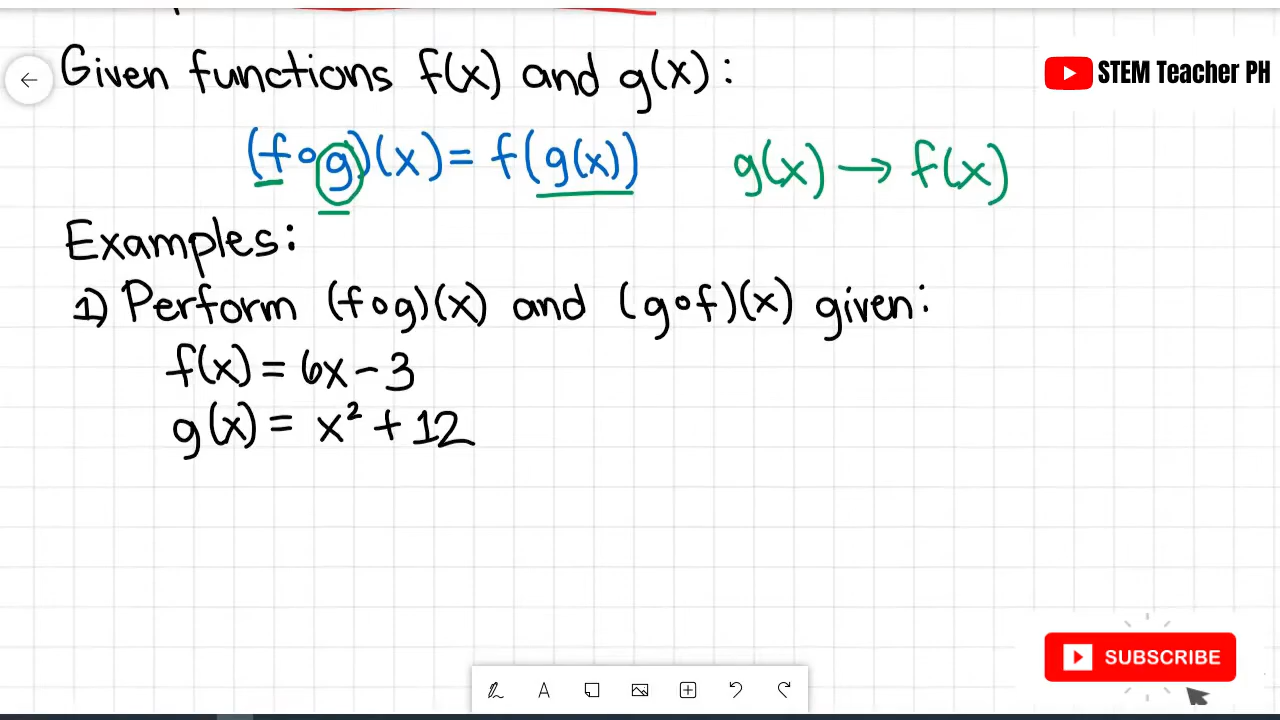 Given functions f(x) and g(x):
STEM Teacher PH
(f∘g)(x) = f(g(x))
g(x) → f(x)
Examples:
1) Perform (f∘g)(x) and (g∘f)(x) given:
f(x) = 6x - 3
g(x) = x² + 12
SUBSCRIBE
A